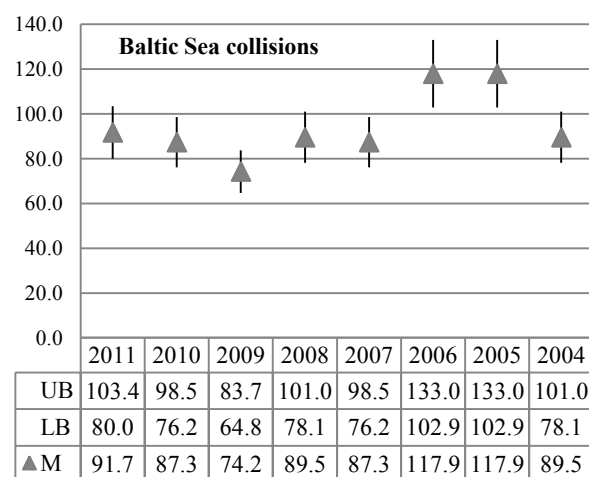 140.0
Baltic Sea collisions
120.0
100.0
80.0
60.0
40.0
20.0
0.0
2011 2010 2009 2008 2007 2006 2005 2004
UB 103.4 98.5 83.7 101.0 98.5 133.0 133.0 101.0
LB 80.0 76.2 64.8 78.1 76.2 102.9 102.9 78.1
M 91.7 87.3 74.2 89.5 87.3 117.9 117.9 89.5